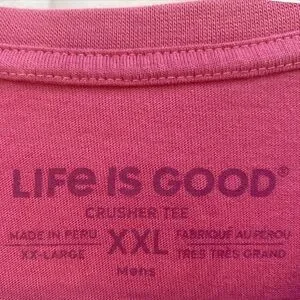 LIFe IS GOOD®
CRUSHER TEE
MADE IN PERU XXL FABRIQUÉ AU PÉROU
XX-LARGE TRÈS TRÈS GRAND
Mens